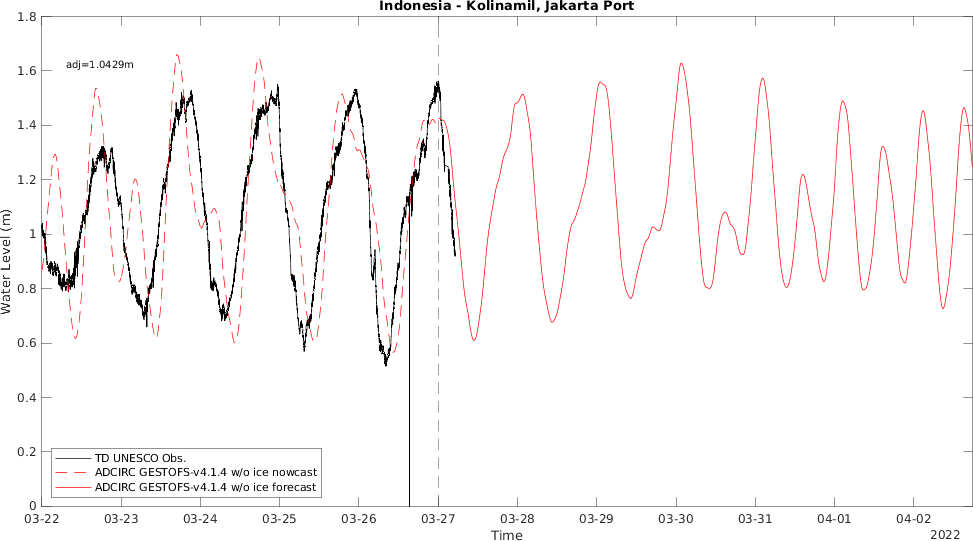 Indonesia - Kolinamil, Jakarta Port
1.8
1.6
1.4
1.2
1
0.8
0.6
0.4
0.2
0
Water Level (m)
adj=1.0429m
TD UNESCO Obs.
ADCIRC GESTOFS-v4.1.4 w/o ice nowcast
ADCIRC GESTOFS-v4.1.4 w/o ice forecast
03-22 03-23 03-24 03-25 03-26 03-27 03-28 03-29 03-30 03-31 04-01 04-02
Time
2022